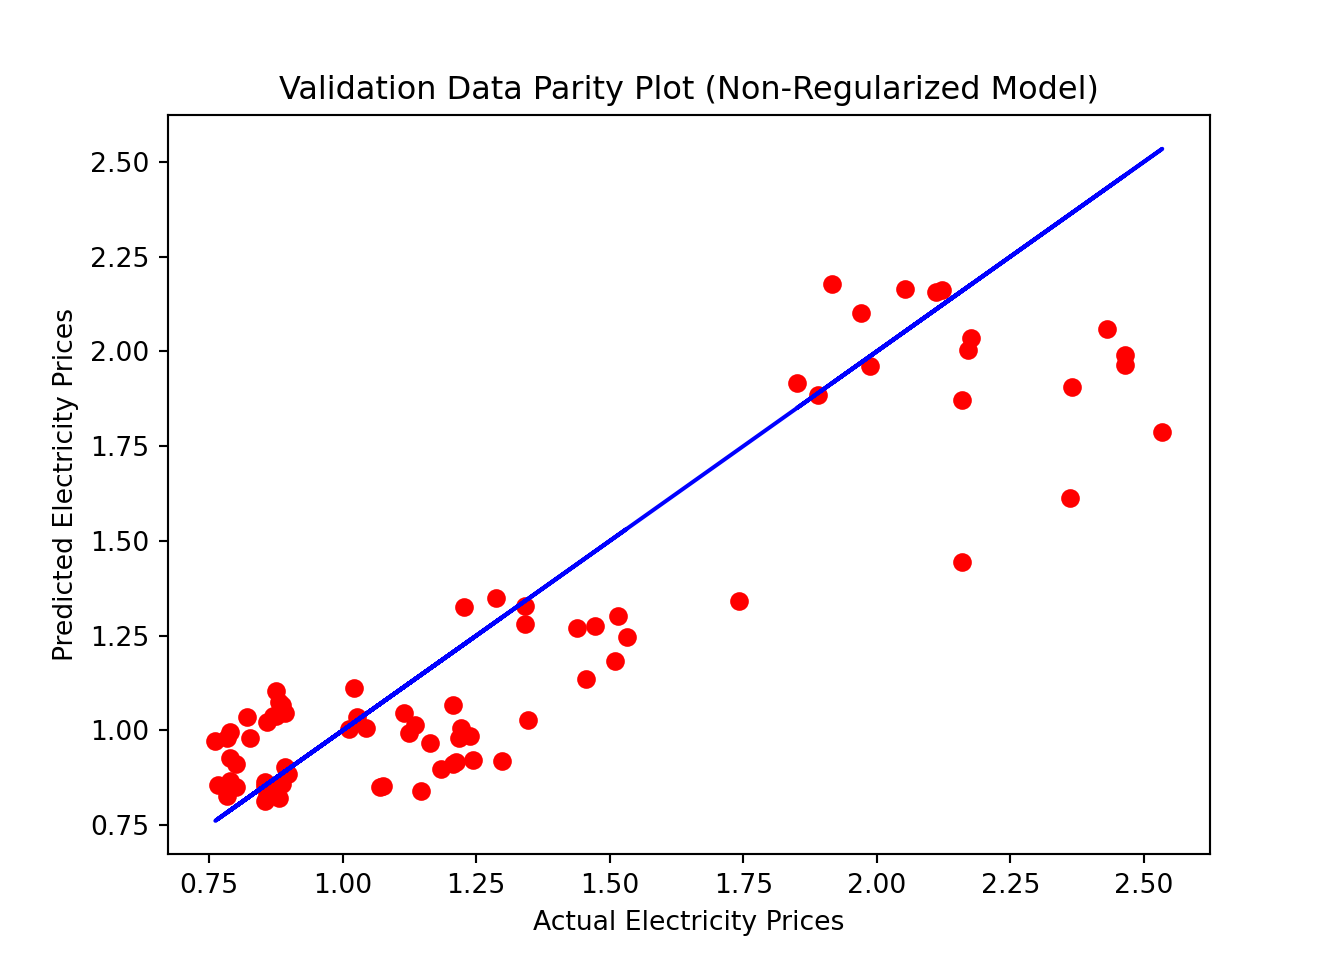 Validation Data Parity Plot (Non-Regularized Model)
2.50
2.25
2.00
1.75
1.50
1.25
1.00
0.75
Predicted Electricity Prices
0.75 1.00 1.25 1.50 1.75 2.00 2.25 2.50
Actual Electricity Prices